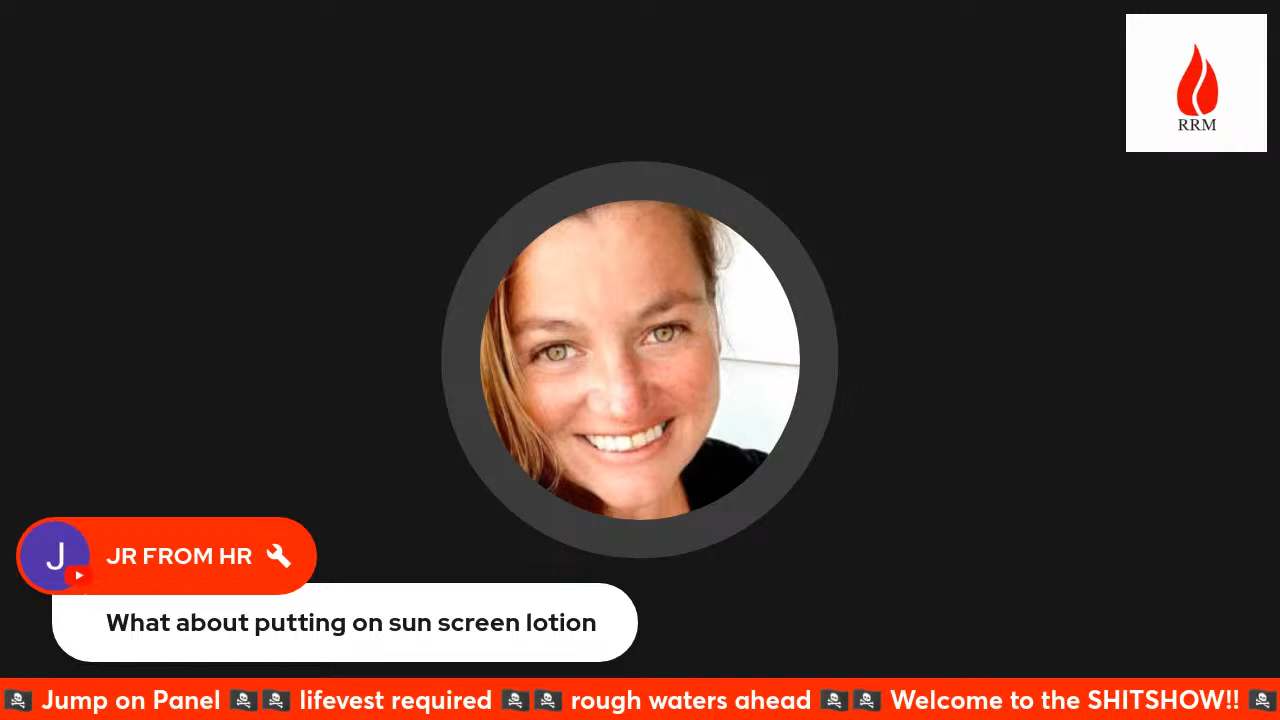 RRM
J JR FROM HR
What about putting on sun screen lotion
🏴‍☠️ Jump on Panel 🏴‍☠️🏴‍☠️ lifevest required 🏴‍☠️🏴‍☠️ rough waters ahead 🏴‍☠️🏴‍☠️ Welcome to the SHITSHOW!! 🏴‍☠️